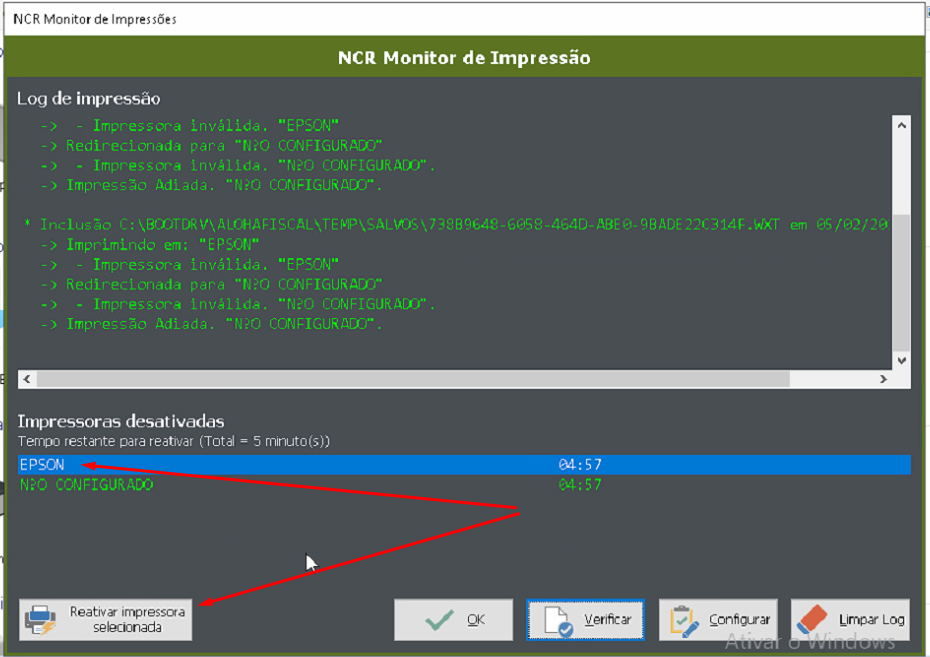 NCR Monitor de Impressões
NCR Monitor de Impressão
Log de impressão
-> - Impressora inválida. "EPSON"
-> Redirecionada para "N?O CONFIGURADO"
-> - Impressora inválida. "N?O CONFIGURADO".
-> Impressão Adiada. "N?O CONFIGURADO".
* Inclusão C:\BOOTDRV\ALOHAFISCAL\TEMP\SALVOS\738B9648-6058-464D-ABE0-9BADE22C314F.WXT em 05/02/20
-> Imprimindo em: "EPSON"
-> - Impressora inválida. "EPSON"
-> Redirecionada para "N?O CONFIGURADO"
-> - Impressora inválida. "N?O CONFIGURADO".
-> Impressão Adiada. "N?O CONFIGURADO".
Impressoras desativadas
Tempo restante para reativar (Total = 5 minuto(s))
EPSON 04:57
N?O CONFIGURADO 04:57
Reativar impressora
selecionada
OK
Verificar
Configurar
Limpar Log
Ativar o Windows